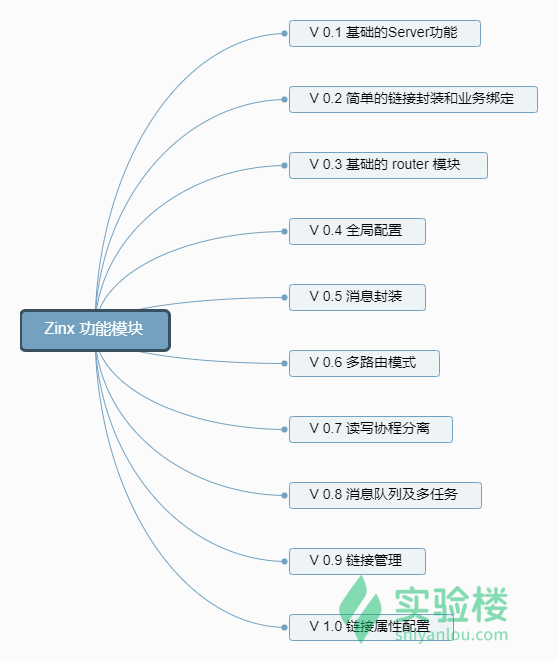 V 0.1 基础的Server功能
V 0.2 简单的链接封装和业务绑定
V 0.3 基础的 router 模块
V 0.4 全局配置
V 0.5 消息封装
Zinx 功能模块
V 0.6 多路由模式
V 0.7 读写协程分离
V 0.8 消息队列及多任务
V 0.9 链接管理
实验楼
V 1.0 链接属性配置
shiyanlou.com